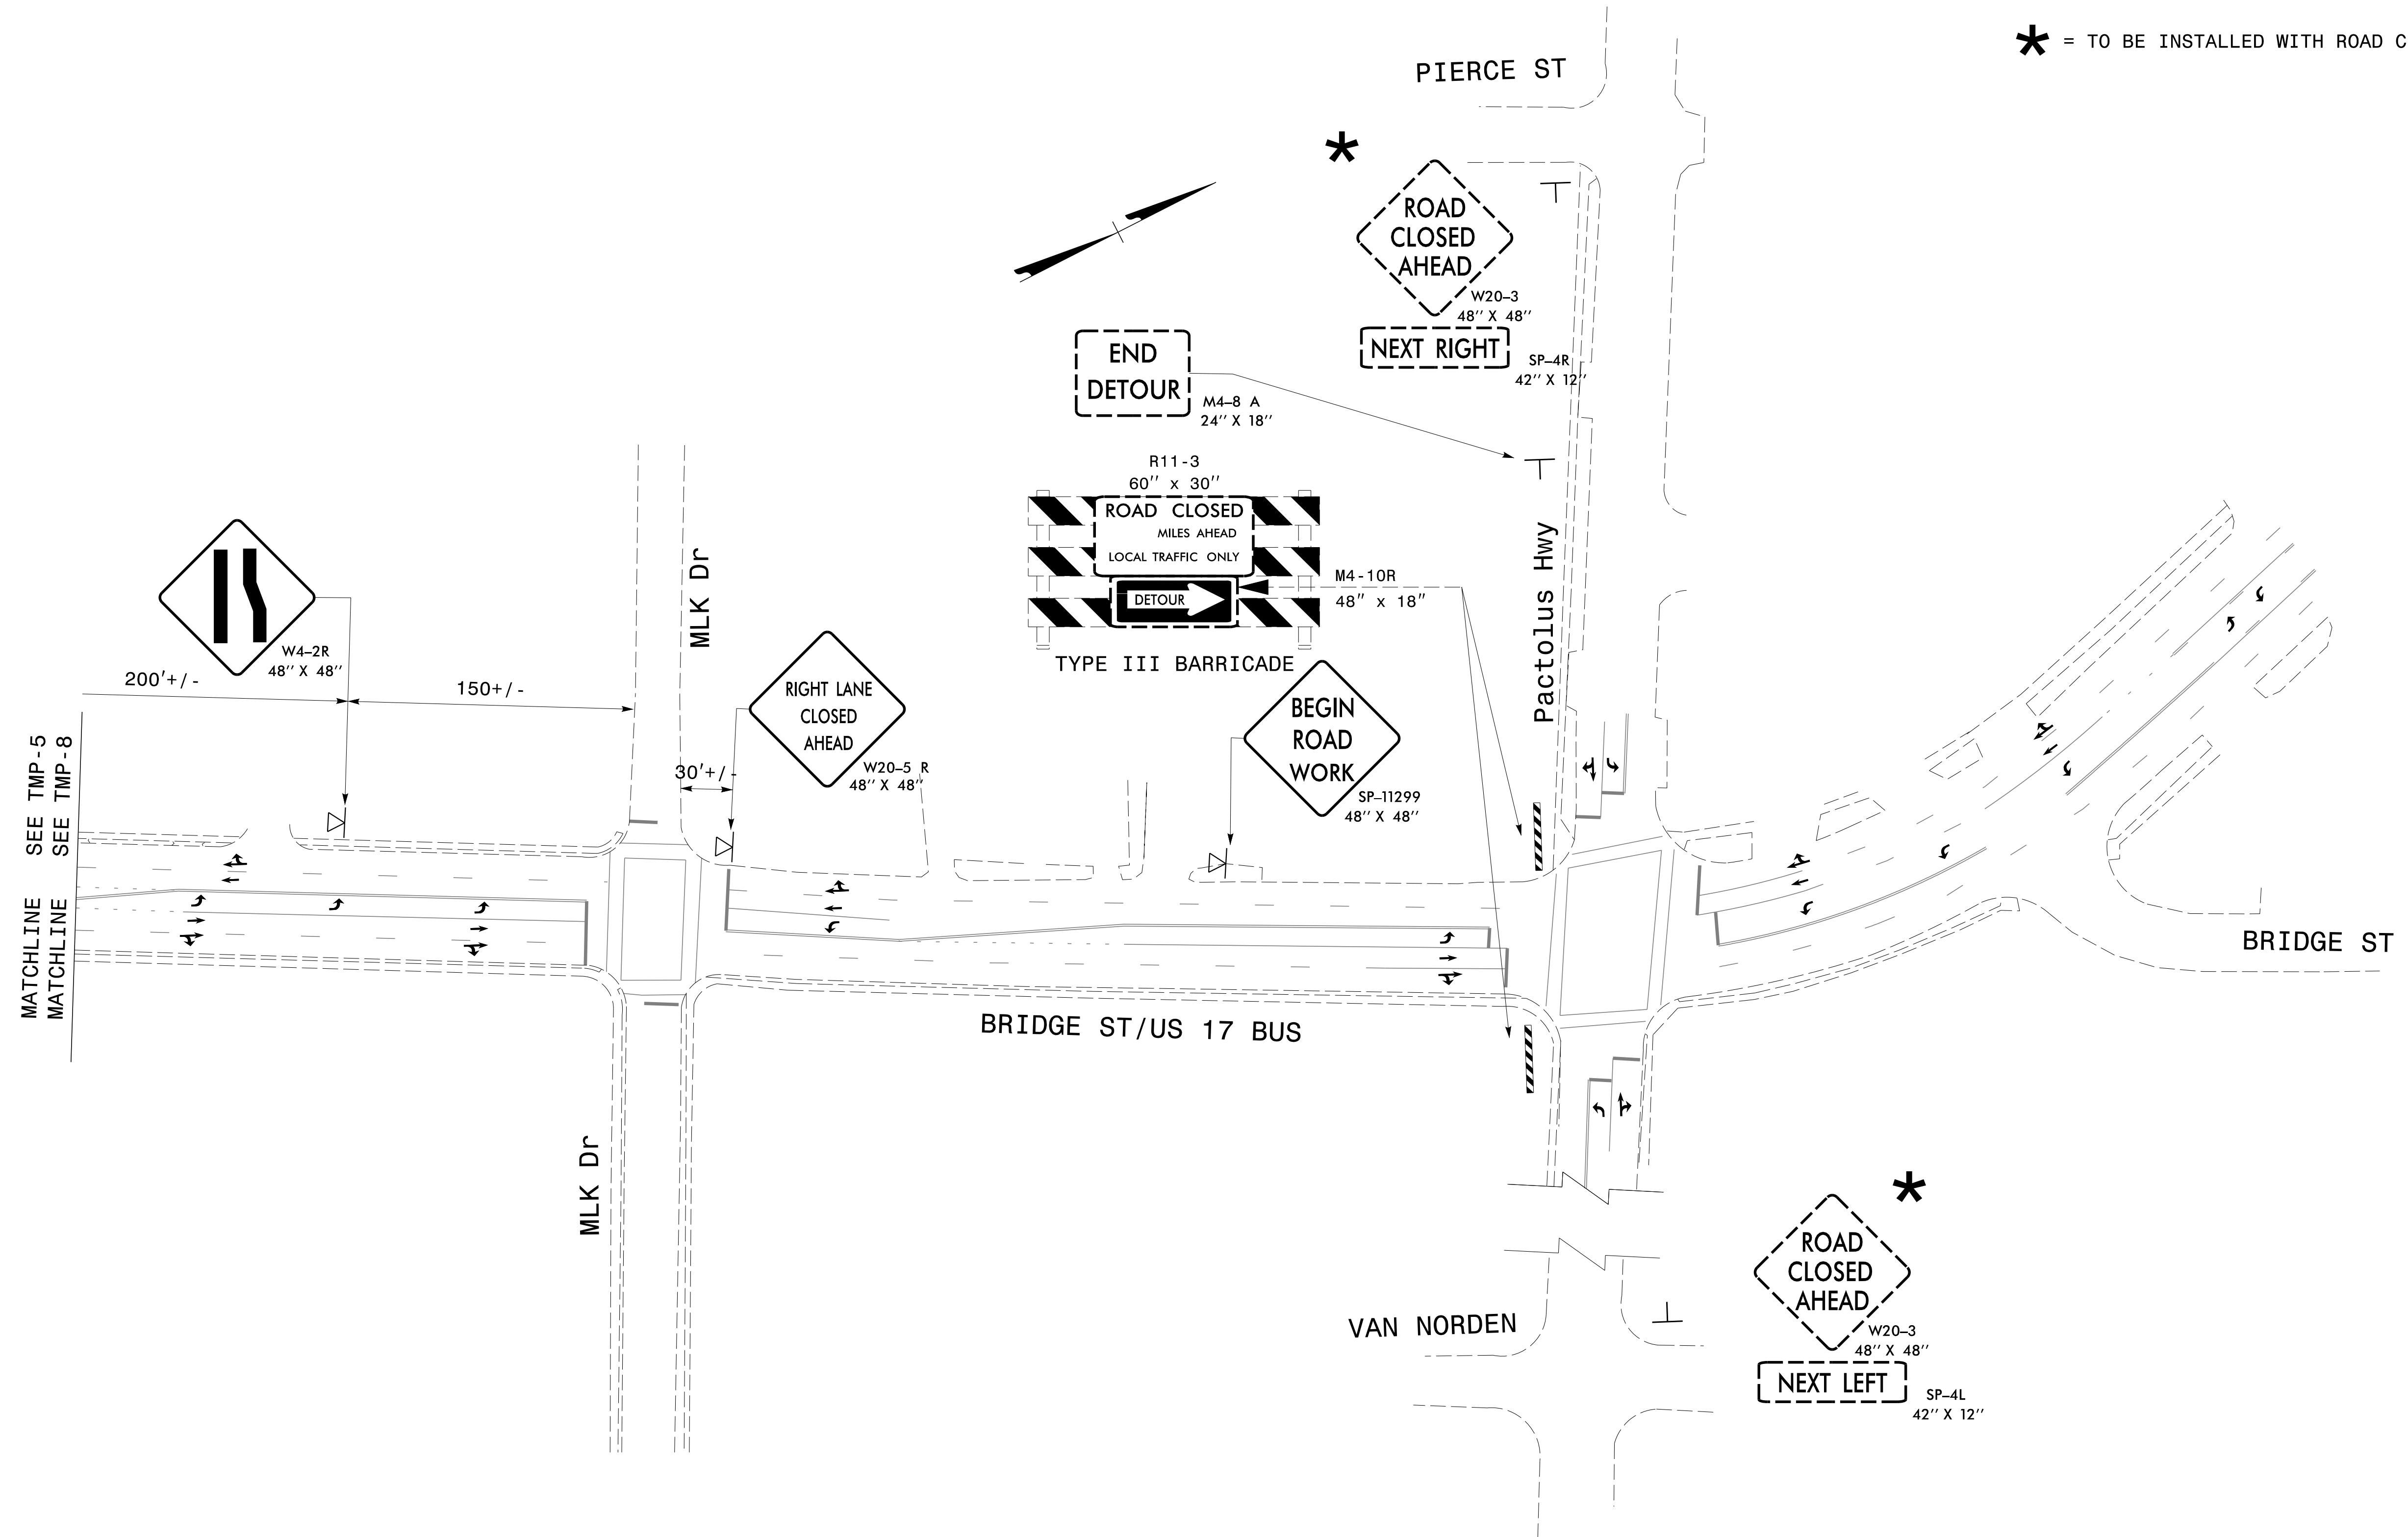 * = TO BE INSTALLED WITH ROAD C
PIERCE ST
*
ROAD
CLOSED
AHEAD
W20-3
48'' X 48''
NEXT RIGHT
SP-4R
42'' X 12''
END
DETOUR
M4-8 A
24'' X 18''
R11-3
60'' x 30''
ROAD CLOSED
MILES AHEAD
LOCAL TRAFFIC ONLY
DETOUR
M4-10R
48'' x 18''
TYPE III BARRICADE
Pactolus Hwy
MLK Dr
W4-2R
48'' X 48''
200'+/-
150+/-
RIGHT LANE
CLOSED
AHEAD
W20-5 R
48'' X 48''
30'+/-
BEGIN
ROAD
WORK
SP-11299
48'' X 48''
MATCHLINE SEE TMP-5
MATCHLINE SEE TMP-8
BRIDGE ST
BRIDGE ST/US 17 BUS
MLK Dr
*
ROAD
CLOSED
AHEAD
W20-3
48'' X 48''
NEXT LEFT
SP-4L
42'' X 12''
VAN NORDEN